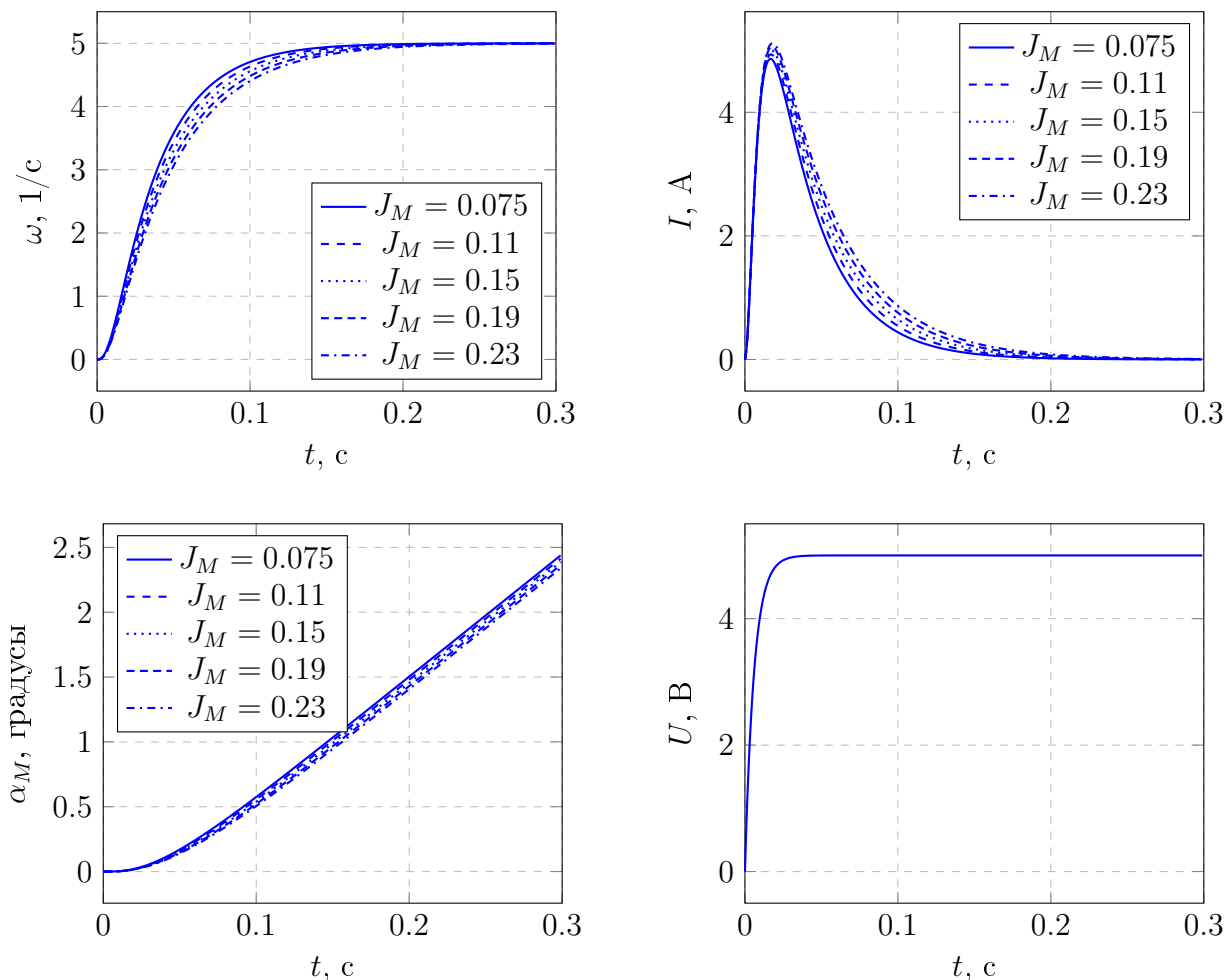 5
4
3
2
1
0
ω, 1/с
J_M = 0.075
J_M = 0.11
J_M = 0.15
J_M = 0.19
J_M = 0.23
0 0.1 0.2 0.3
t, с
4
2
0
I, А
J_M = 0.075
J_M = 0.11
J_M = 0.15
J_M = 0.19
J_M = 0.23
0 0.1 0.2 0.3
t, с
2.5
2
1.5
1
0.5
0
α_M, градусы
J_M = 0.075
J_M = 0.11
J_M = 0.15
J_M = 0.19
J_M = 0.23
0 0.1 0.2 0.3
t, с
4
2
0
U, В
0 0.1 0.2 0.3
t, с